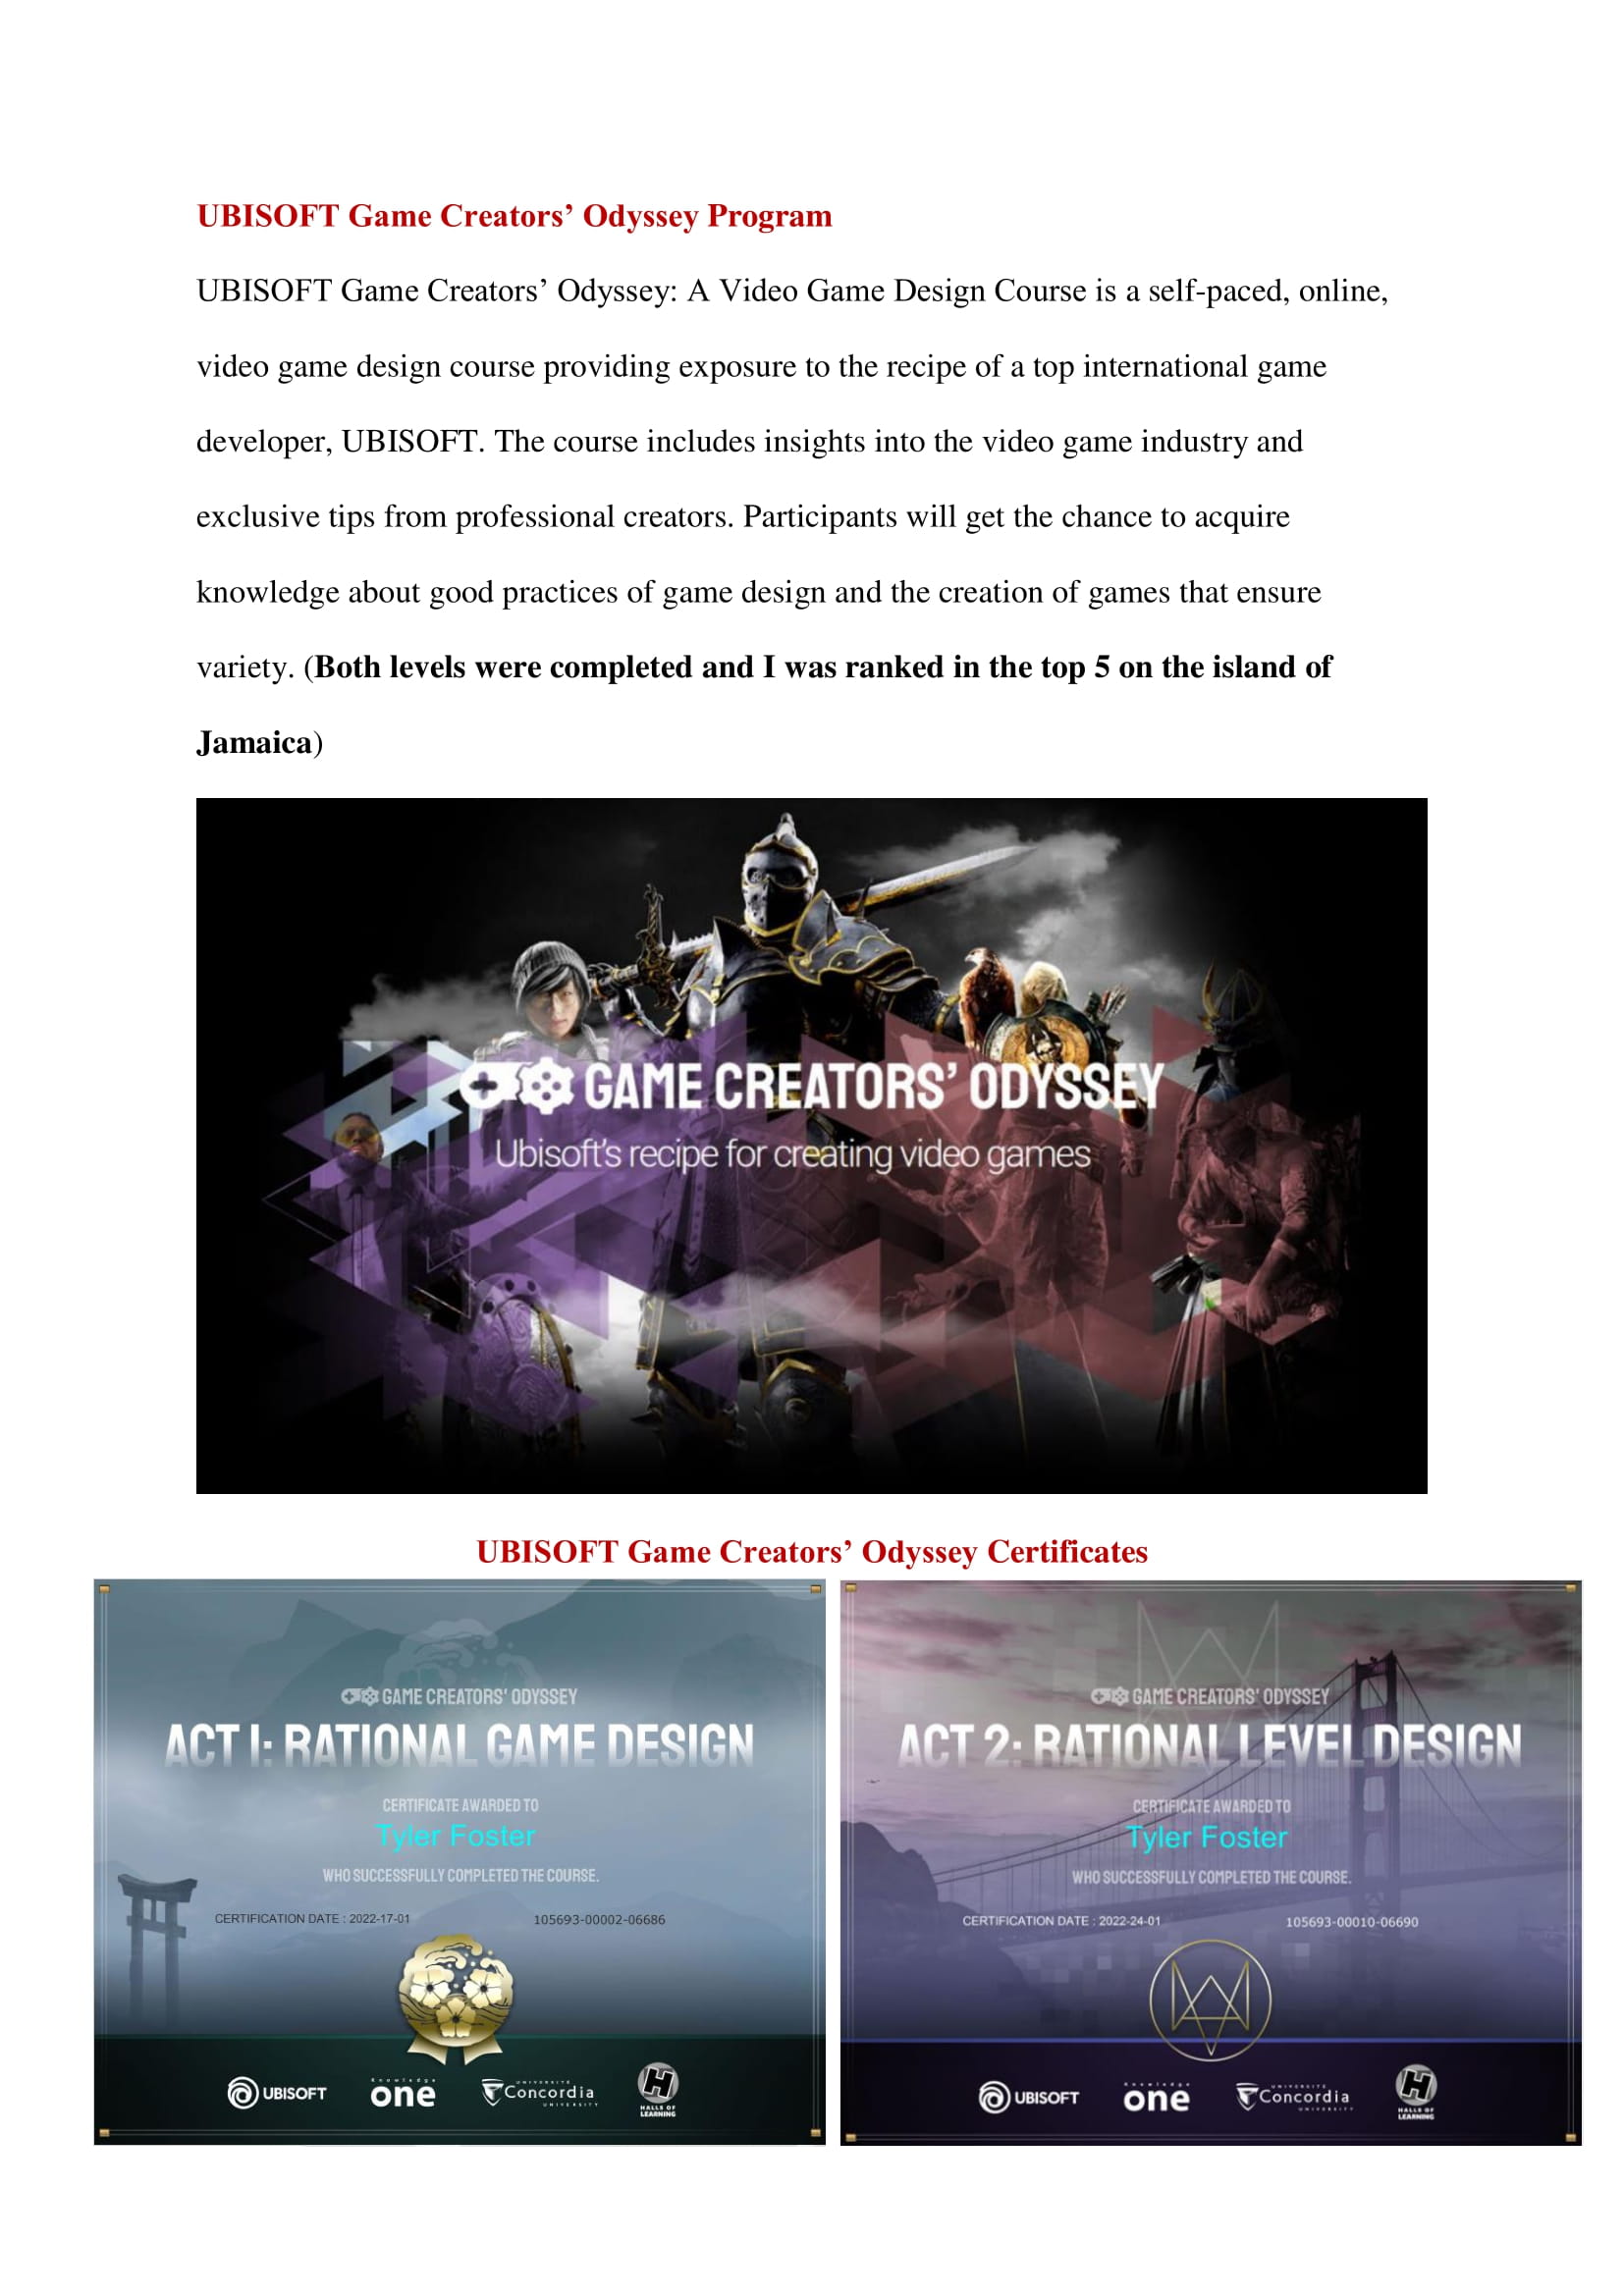 UBISOFT Game Creators’ Odyssey Program
UBISOFT Game Creators’ Odyssey: A Video Game Design Course is a self-paced, online,
video game design course providing exposure to the recipe of a top international game
developer, UBISOFT. The course includes insights into the video game industry and
exclusive tips from professional creators. Participants will get the chance to acquire
knowledge about good practices of game design and the creation of games that ensure
variety. (Both levels were completed and I was ranked in the top 5 on the island of
Jamaica)
GAME CREATORS’ ODYSSEY
Ubisoft’s recipe for creating video games
UBISOFT Game Creators’ Odyssey Certificates
GAME CREATORS' ODYSSEY
ACT 1: RATIONAL GAME DESIGN
CERTIFICATE AWARDED TO
Tyler Foster
WHO SUCCESSFULLY COMPLETED THE COURSE.
CERTIFICATION DATE : 2022-17-01
105693-00002-06686
UBISOFT
Knowledge
one
UNIVERSITÉ
Concordia
UNIVERSITY
H
HALLS OF
LEARNING
GAME CREATORS' ODYSSEY
ACT 2: RATIONAL LEVEL DESIGN
CERTIFICATE AWARDED TO
Tyler Foster
WHO SUCCESSFULLY COMPLETED THE COURSE.
CERTIFICATION DATE : 2022-24-01
105693-00010-06690
UBISOFT
Knowledge
one
UNIVERSITÉ
Concordia
UNIVERSITY
H
HALLS OF
LEARNING